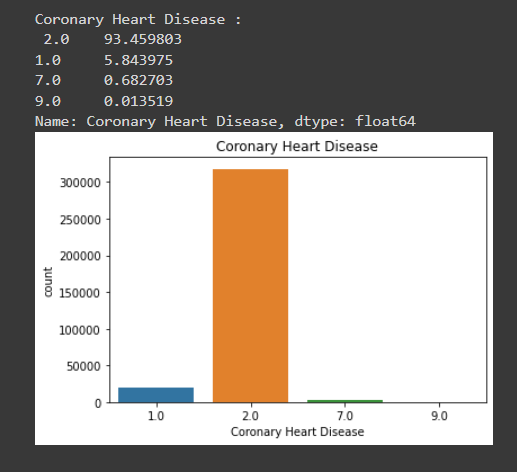 Coronary Heart Disease :
2.0    93.459803
1.0    5.843975
7.0    0.682703
9.0    0.013519
Name: Coronary Heart Disease, dtype: float64
Coronary Heart Disease
300000
250000
200000
150000
100000
50000
0
count
1.0 2.0 7.0 9.0
Coronary Heart Disease